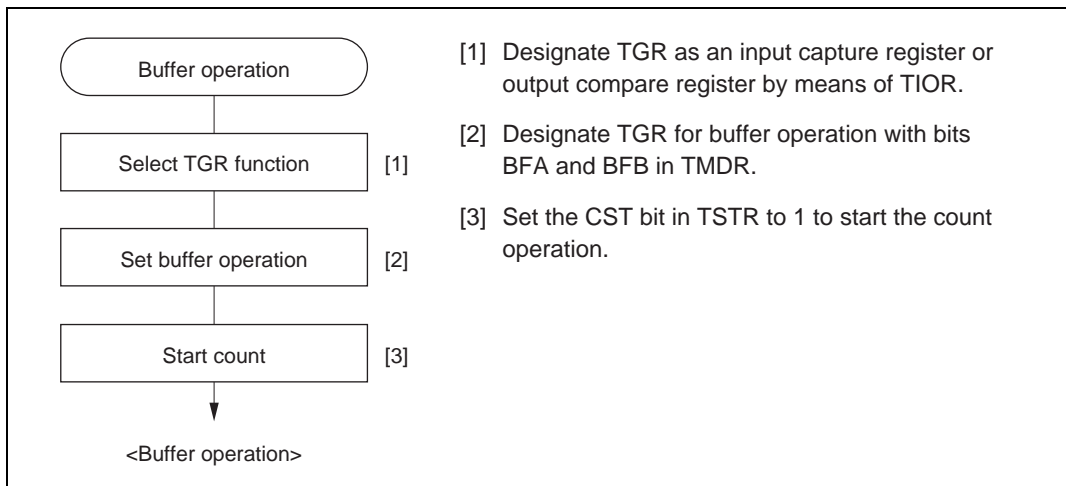 Buffer operation
Select TGR function
[1]
Set buffer operation
[2]
Start count
[3]
<Buffer operation>
[1] Designate TGR as an input capture register or
output compare register by means of TIOR.
[2] Designate TGR for buffer operation with bits
BFA and BFB in TMDR.
[3] Set the CST bit in TSTR to 1 to start the count
operation.